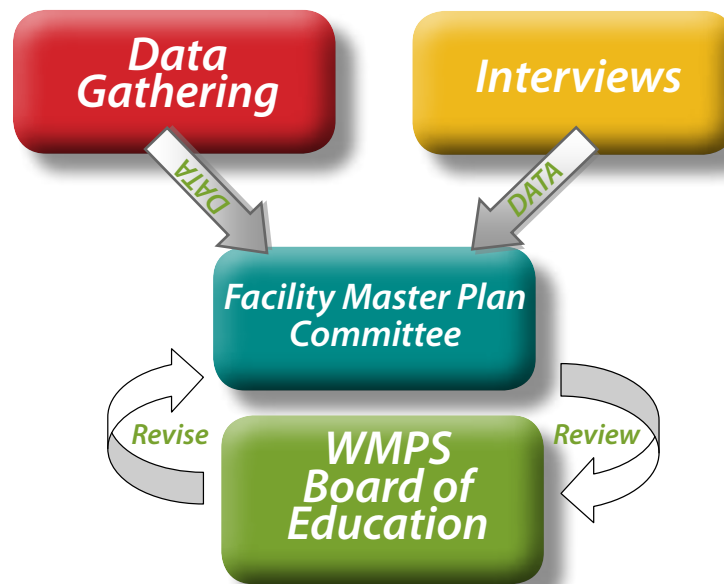 Data
Gathering
Interviews
DATA
DATA
Facility Master Plan
Committee
Revise
Review
WMPS
Board of
Education